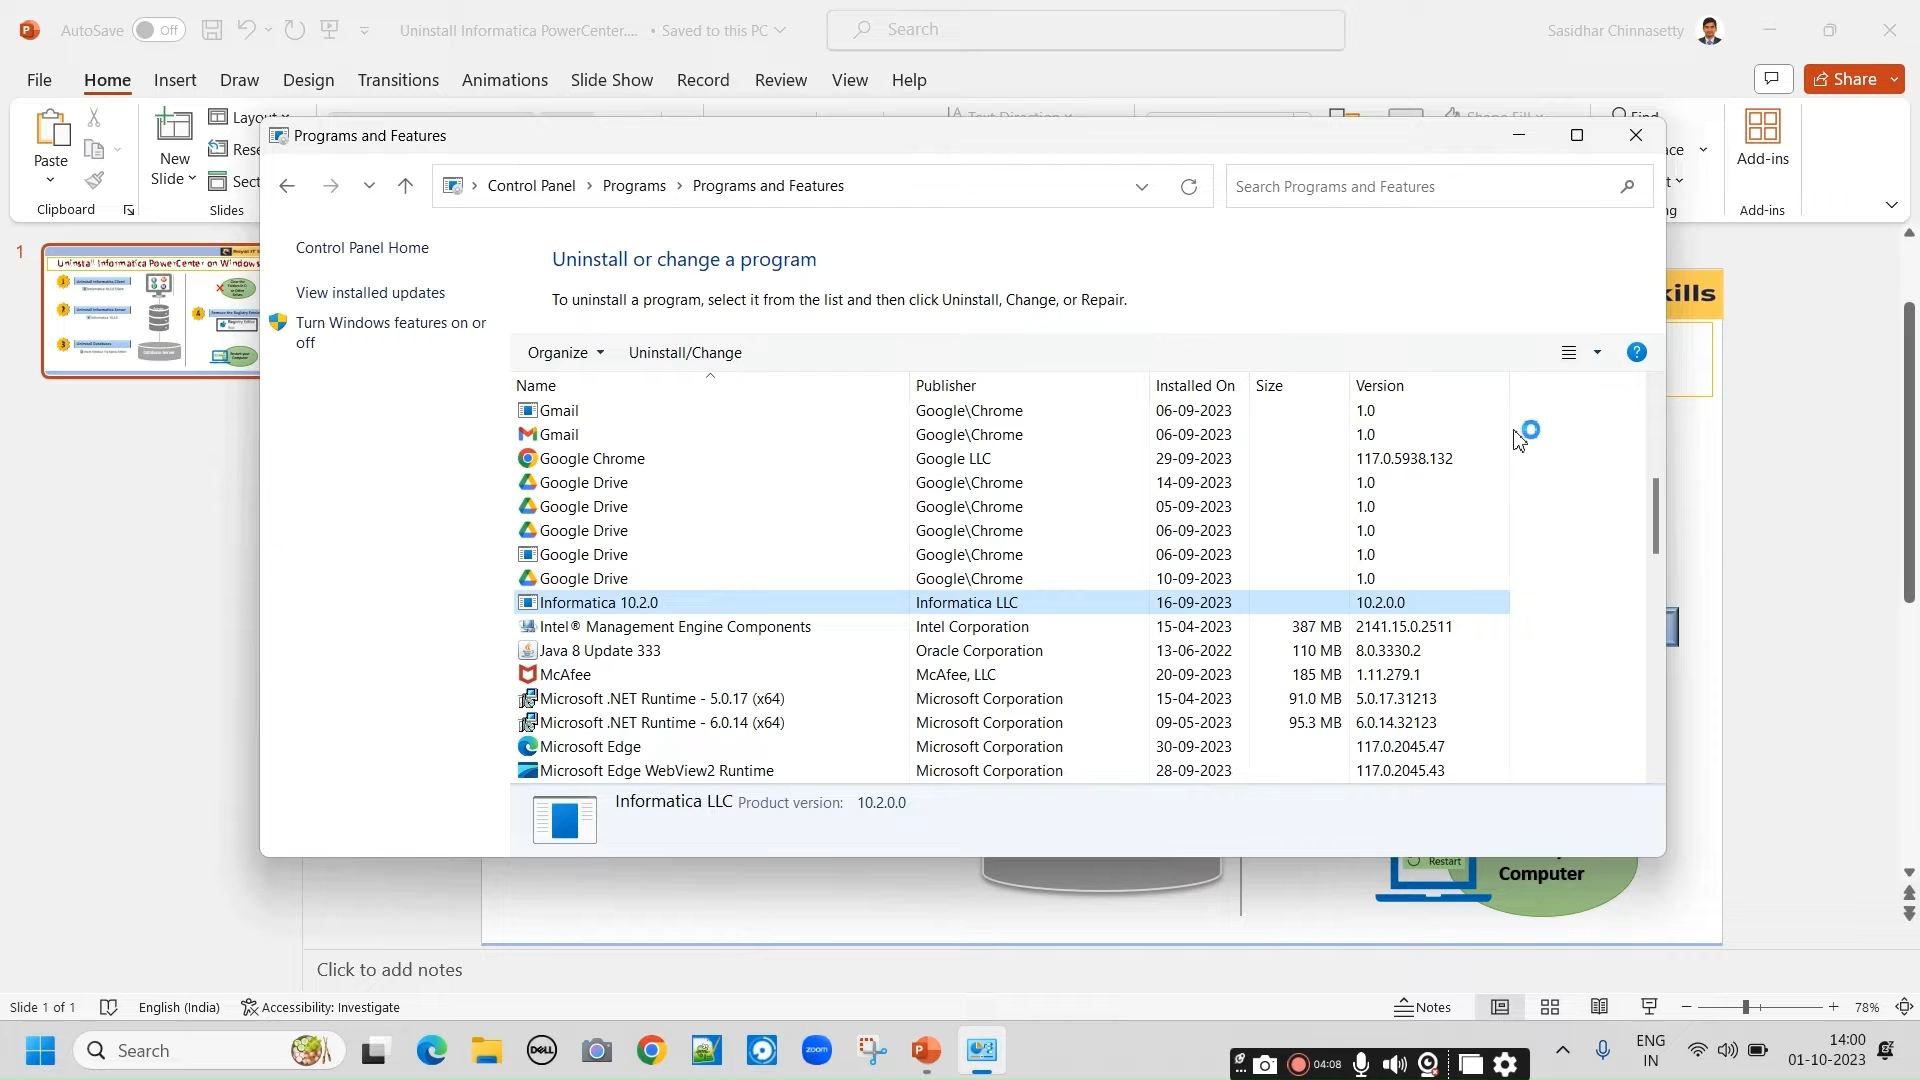 AutoSave Off Uninstall Informatica PowerCenter.... • Saved to this PC Search Sasidhar Chinnasetty
File Home Insert Draw Design Transitions Animations Slide Show Record Review View Help Share
Paste
New
Slide
Clipboard
Slides
Find
Add-ins
Add-ins
Programs and Features
Control Panel Programs Programs and Features
Search Programs and Features
Control Panel Home
View installed updates
Turn Windows features on or
off
Uninstall or change a program
To uninstall a program, select it from the list and then click Uninstall, Change, or Repair.
Organize Uninstall/Change
Name Publisher Installed On Size Version
Gmail Google\Chrome 06-09-2023 1.0
Gmail Google\Chrome 06-09-2023 1.0
Google Chrome Google LLC 29-09-2023 117.0.5938.132
Google Drive Google\Chrome 14-09-2023 1.0
Google Drive Google\Chrome 05-09-2023 1.0
Google Drive Google\Chrome 06-09-2023 1.0
Google Drive Google\Chrome 06-09-2023 1.0
Google Drive Google\Chrome 10-09-2023 1.0
Informatica 10.2.0 Informatica LLC 16-09-2023 10.2.0.0
Intel® Management Engine Components Intel Corporation 15-04-2023 387 MB 2141.15.0.2511
Java 8 Update 333 Oracle Corporation 13-06-2022 110 MB 8.0.3330.2
McAfee McAfee, LLC 20-09-2023 185 MB 1.11.279.1
Microsoft .NET Runtime - 5.0.17 (x64) Microsoft Corporation 15-04-2023 91.0 MB 5.0.17.31213
Microsoft .NET Runtime - 6.0.14 (x64) Microsoft Corporation 09-05-2023 95.3 MB 6.0.14.32123
Microsoft Edge Microsoft Corporation 30-09-2023 117.0.2045.47
Microsoft Edge WebView2 Runtime Microsoft Corporation 28-09-2023 117.0.2045.43
Informatica LLC Product version: 10.2.0.0
1
Uninstall Informatica PowerCenter on Windows
kills
Restart
Computer
Click to add notes
Slide 1 of 1 English (India) Accessibility: Investigate Notes 78%
Search
DELL
zoom
04:08
ENG
IN
14:00
01-10-2023